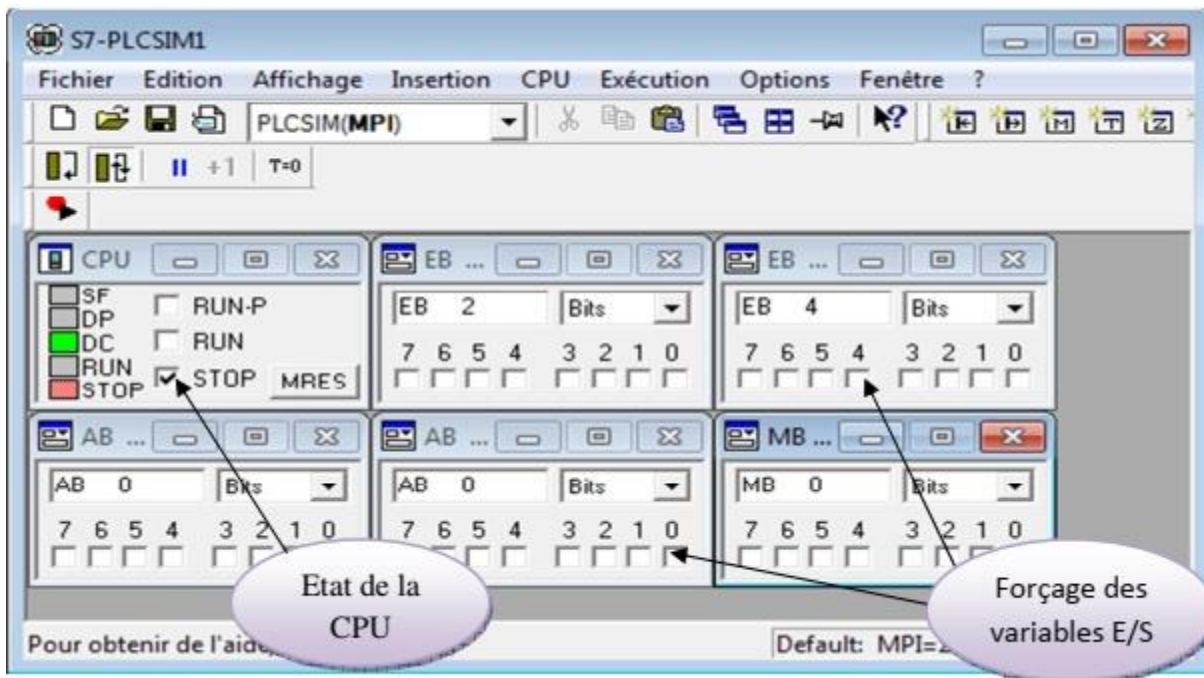 S7-PLCSIM1
Fichier Edition Affichage Insertion CPU Exécution Options Fenêtre ?
PLCSIM(MPI)
+1 T=0
CPU
SF
DP
DC
RUN
STOP
RUN-P
RUN
STOP
MRES
EB ...
EB 2 Bits
7 6 5 4 3 2 1 0
EB ...
EB 4 Bits
7 6 5 4 3 2 1 0
AB ...
AB 0 Bits
7 6 5 4 3 2 1 0
AB ...
AB 0 Bits
7 6 5 4 3 2 1 0
MB ...
MB 0 Bits
7 6 5 4 3 2 1 0
Etat de la
CPU
Forçage des
variables E/S
Pour obtenir de l'aide
Default: MPI=2